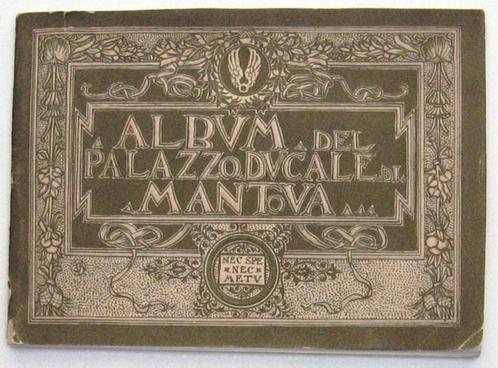 ALBVM DEL
PALAZZO DVCALE DI
MANTOVA
NEC SPE
NEC
METV